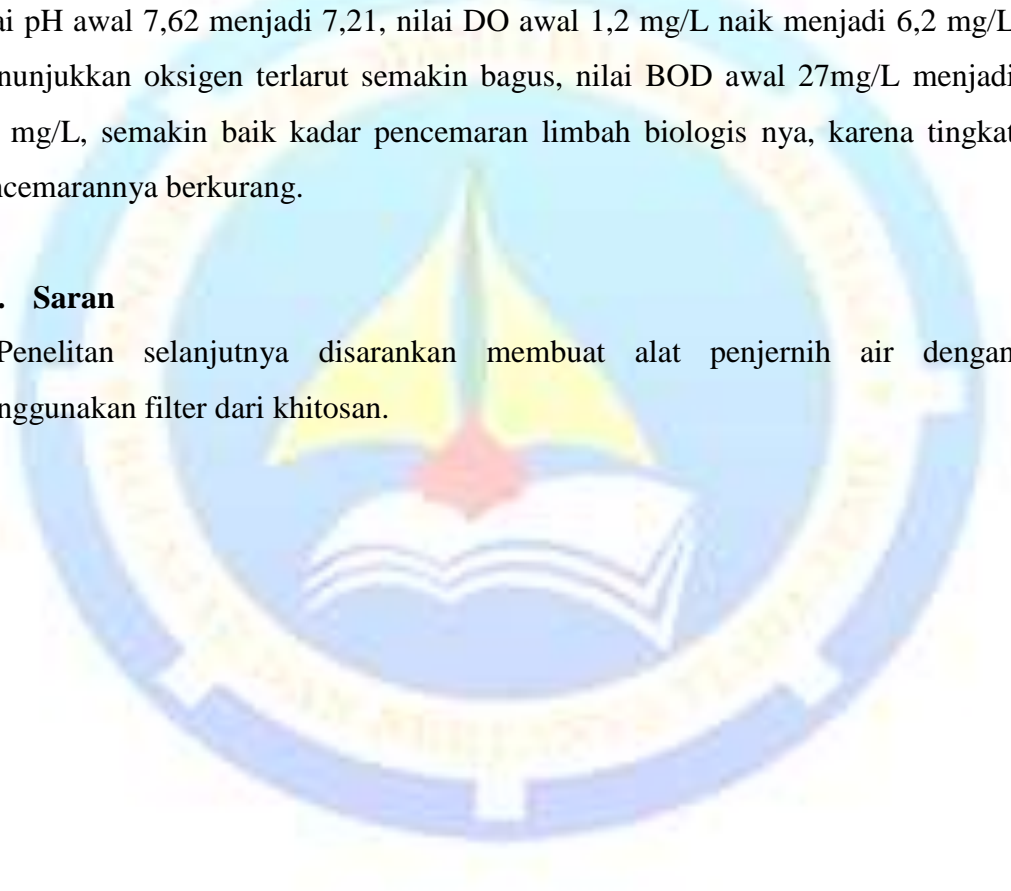 ai pH awal 7,62 menjadi 7,21, nilai DO awal 1,2 mg/L naik menjadi 6,2 mg/L
nunjukkan oksigen terlarut semakin bagus, nilai BOD awal 27mg/L menjadi
mg/L, semakin baik kadar pencemaran limbah biologis nya, karena tingkat
ncemarannya berkurang.
. Saran
Penelitan selanjutnya disarankan membuat alat penjernih air dengan
nggunakan filter dari khitosan.